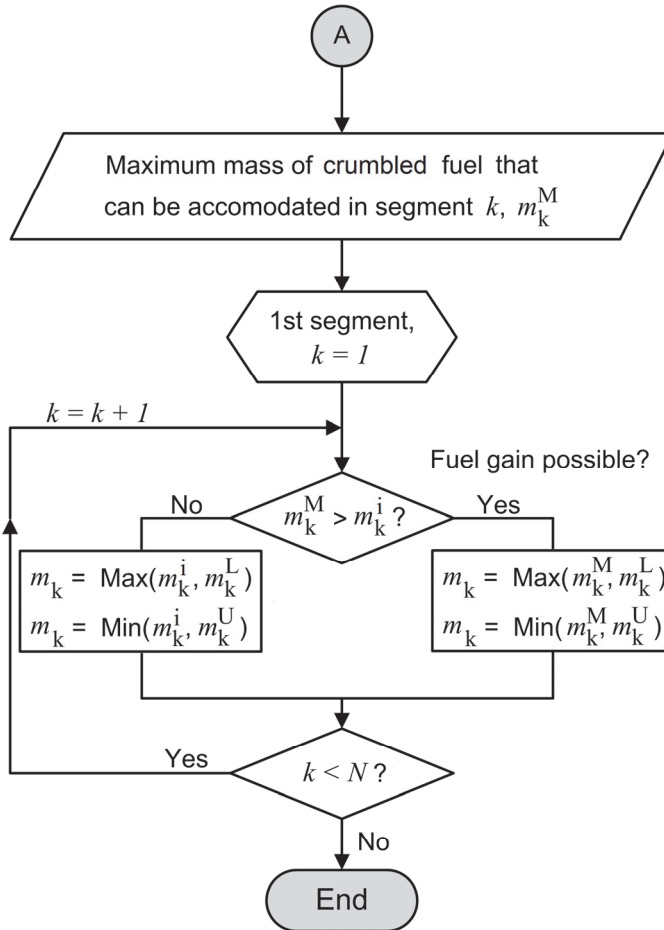 A
Maximum mass of crumbled fuel that
can be accomodated in segment k, m_k^M
1st segment,
k = 1
k = k + 1
Fuel gain possible?
m_k^M > m_k^i ?
No
Yes
m_k = Max(m_k^i, m_k^L)
m_k = Min(m_k^i, m_k^U)
m_k = Max(m_k^M, m_k^L)
m_k = Min(m_k^M, m_k^U)
k < N ?
Yes
No
End